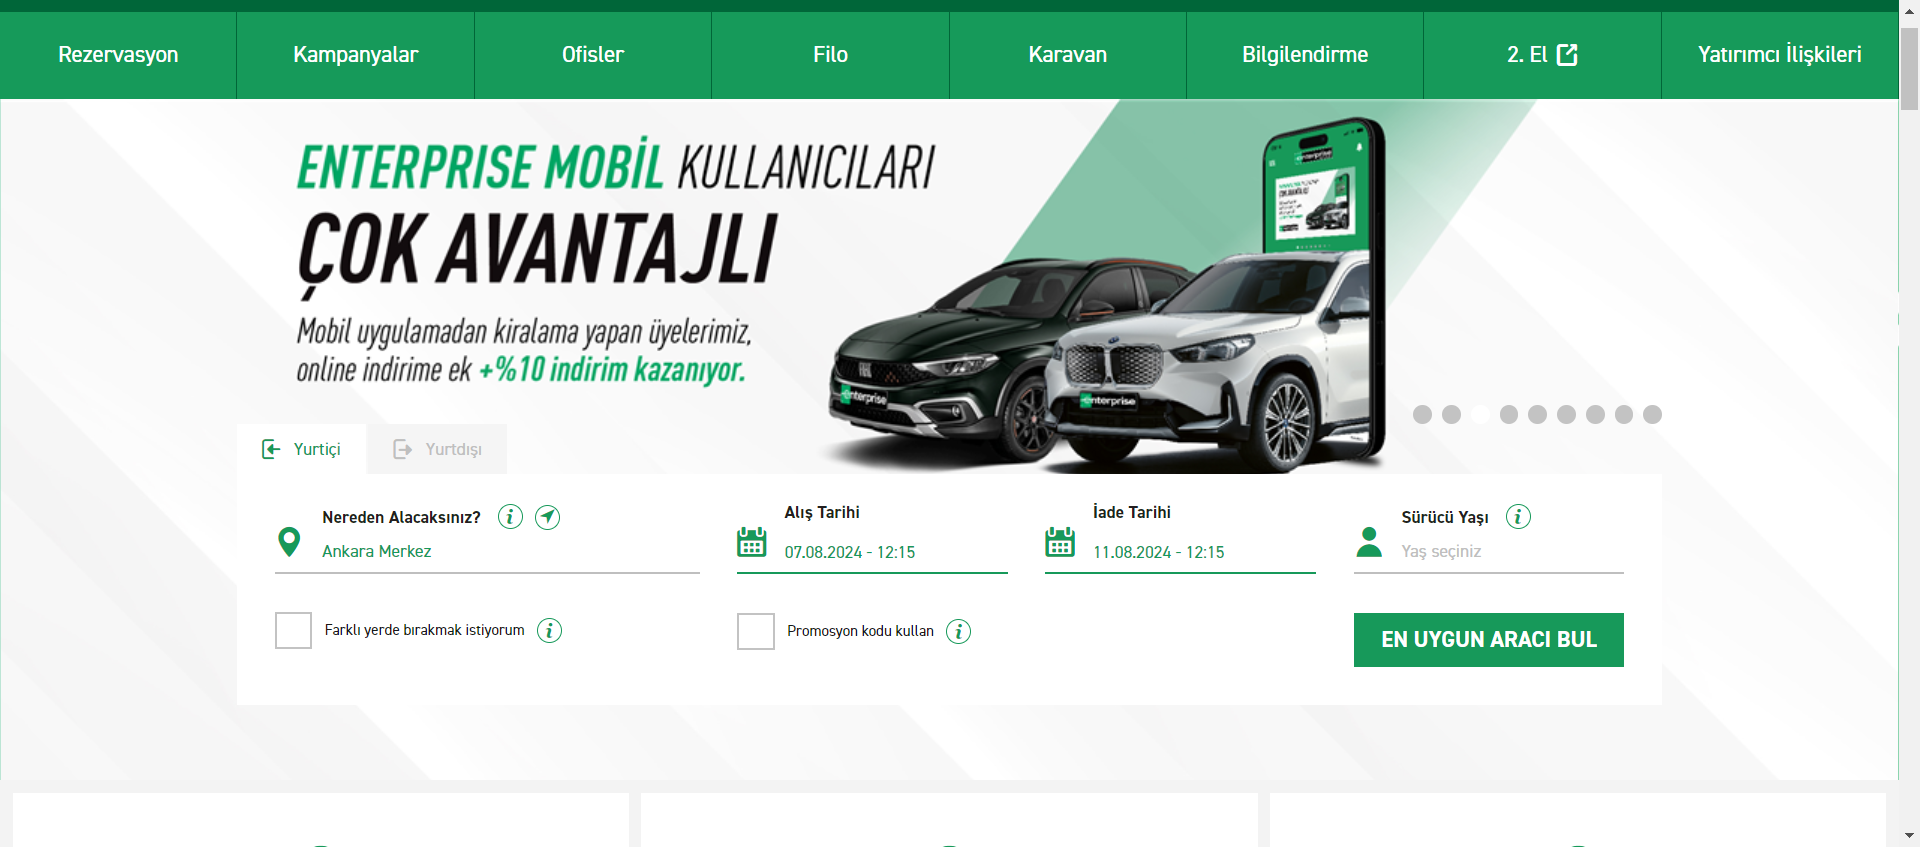 Rezervasyon
Kampanyalar
Ofisler
Filo
Karavan
Bilgilendirme
2. El
Yatırımcı İlişkileri
ENTERPRISE MOBİL KULLANICILARI
ÇOK AVANTAJLI
Mobil uygulamadan kiralama yapan üyelerimiz,
online indirime ek +%10 indirim kazanıyor.
enterprise
enterprise
enterprise
Yurtiçi
Yurtdışı
Nereden Alacaksınız?
Ankara Merkez
Alış Tarihi
07.08.2024 - 12:15
İade Tarihi
11.08.2024 - 12:15
Sürücü Yaşı
Yaş seçiniz
Farklı yerde bırakmak istiyorum
Promosyon kodu kullan
EN UYGUN ARACI BUL